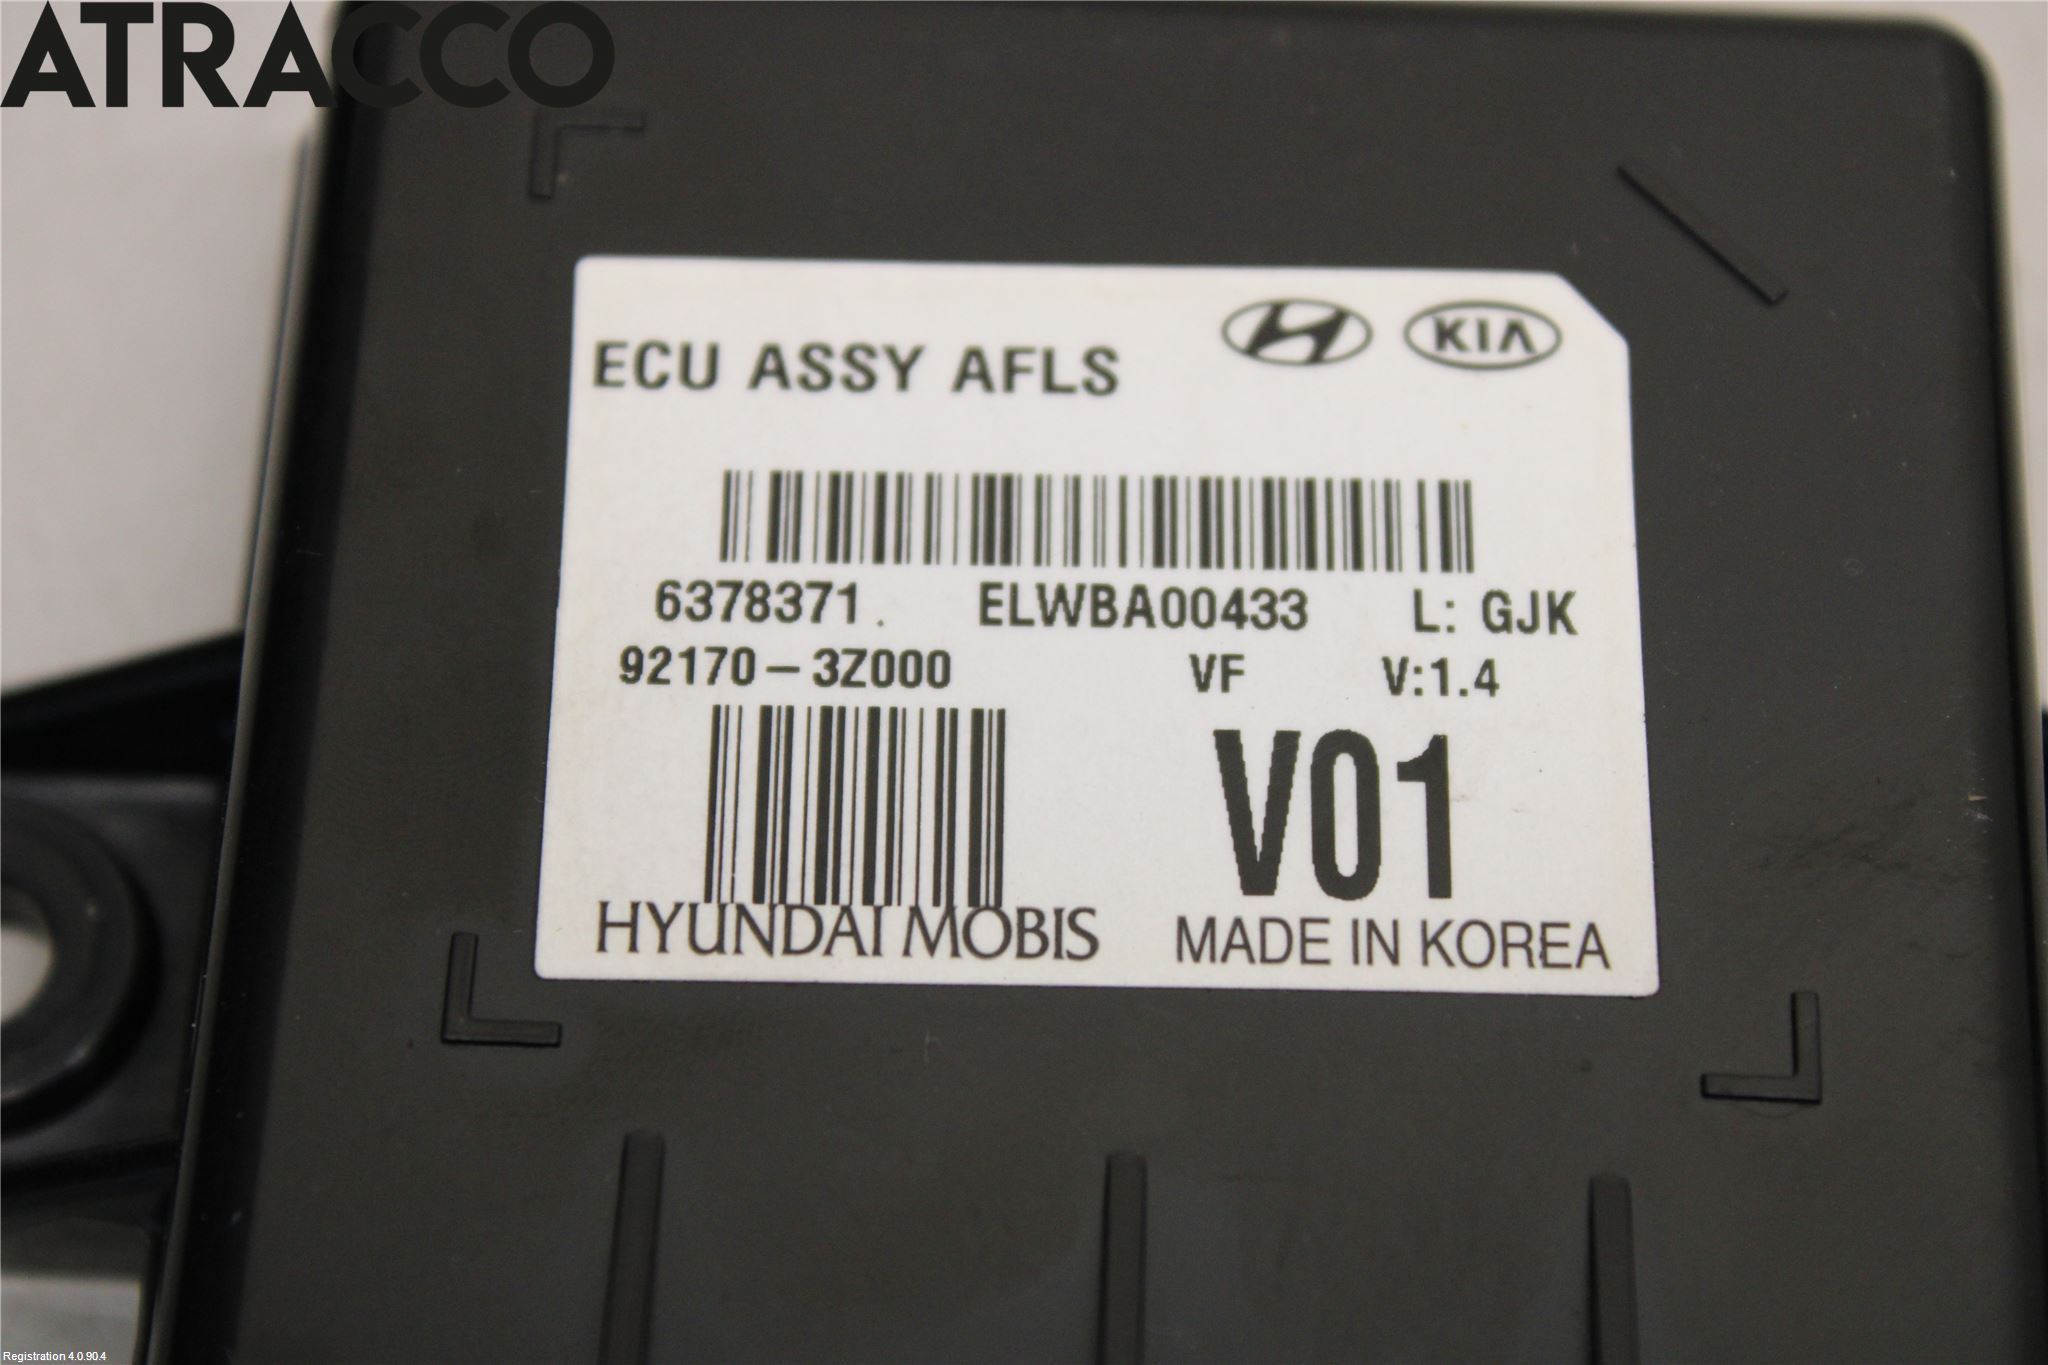 ATRACCO
KIA
ECU ASSY AFLS
6378371. ELWBA00433 L: GJK
92170-3Z000 VF V:1.4
V01
HYUNDAI MOBIS MADE IN KOREA
Registration 4.0.90.4